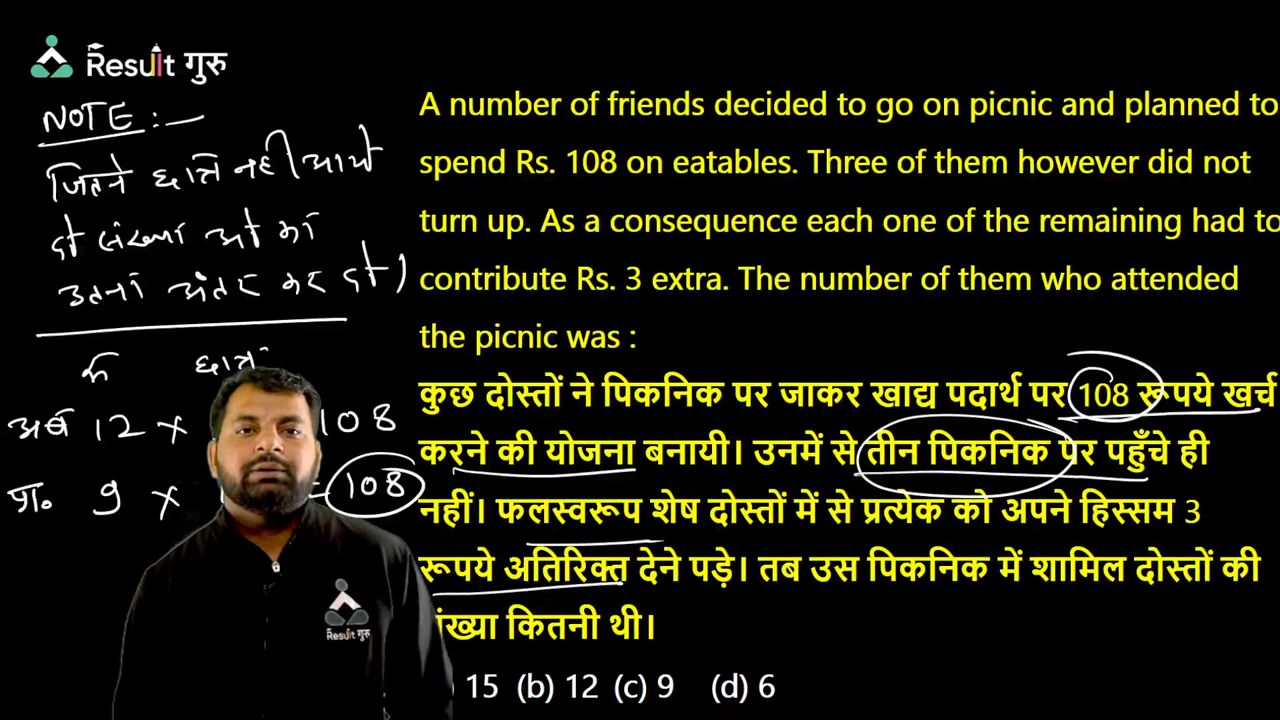 Result गुरु
NOTE :-
जितने छात्र नही आये
दो संख्या ओ का
उतना अंतर कर दो)
A number of friends decided to go on picnic and planned to
spend Rs. 108 on eatables. Three of them however did not
turn up. As a consequence each one of the remaining had to
contribute Rs. 3 extra. The number of them who attended
the picnic was :
कुछ दोस्तों ने पिकनिक पर जाकर खाद्य पदार्थ पर 108 रूपये खर्च
करने की योजना बनायी। उनमें से तीन पिकनिक पर पहुँचे ही
नहीं। फलस्वरूप शेष दोस्तों में से प्रत्येक को अपने हिस्सम 3
रूपये अतिरिक्त देने पड़े। तब उस पिकनिक में शामिल दोस्तों की
कितनी थी।
15 (b) 12 (c) 9 (d) 6
छात्र
अब 12 × 108
प्रा. 9 × = 108
Result गुरु